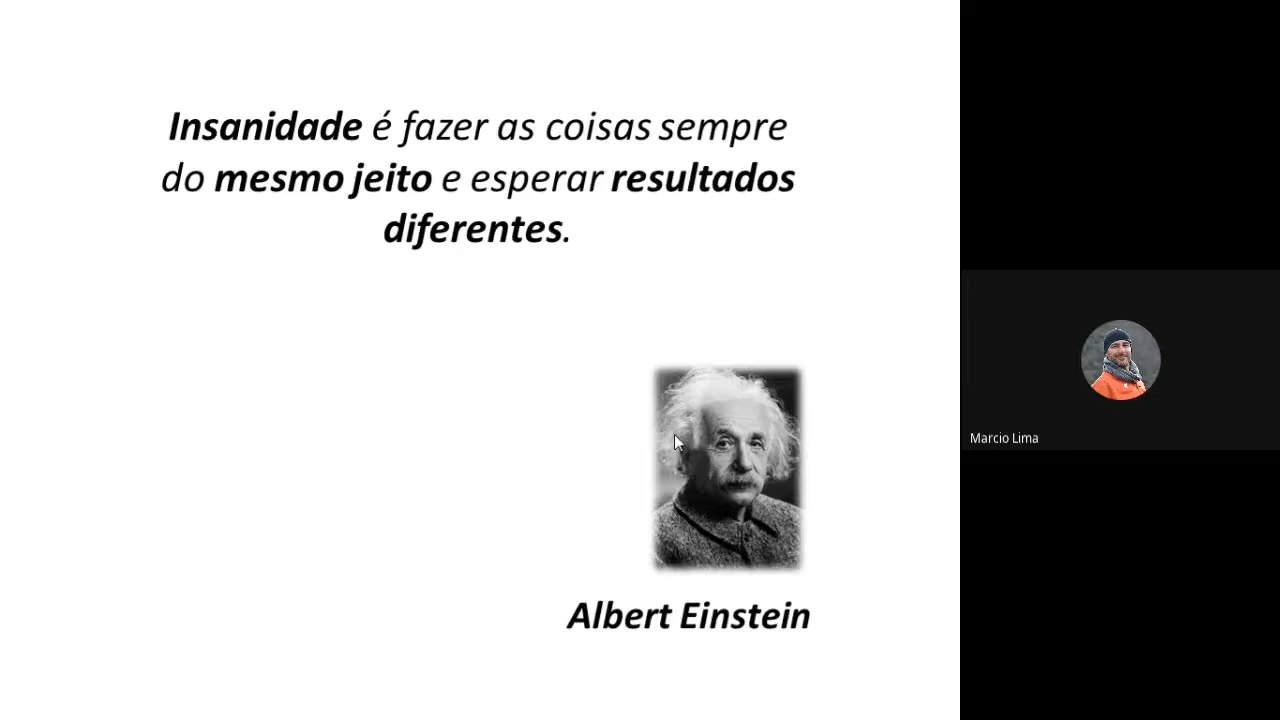 Insanidade é fazer as coisas sempre
do mesmo jeito e esperar resultados
diferentes.
Albert Einstein
Marcio Lima